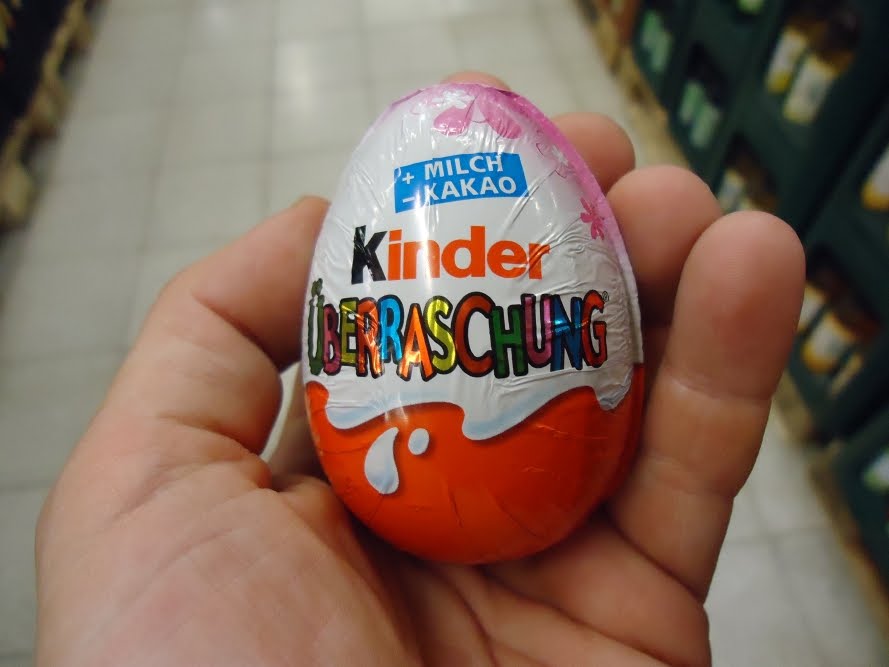 + MILCH
- KAKAO
Kinder
ÜBERRASCHUNG®